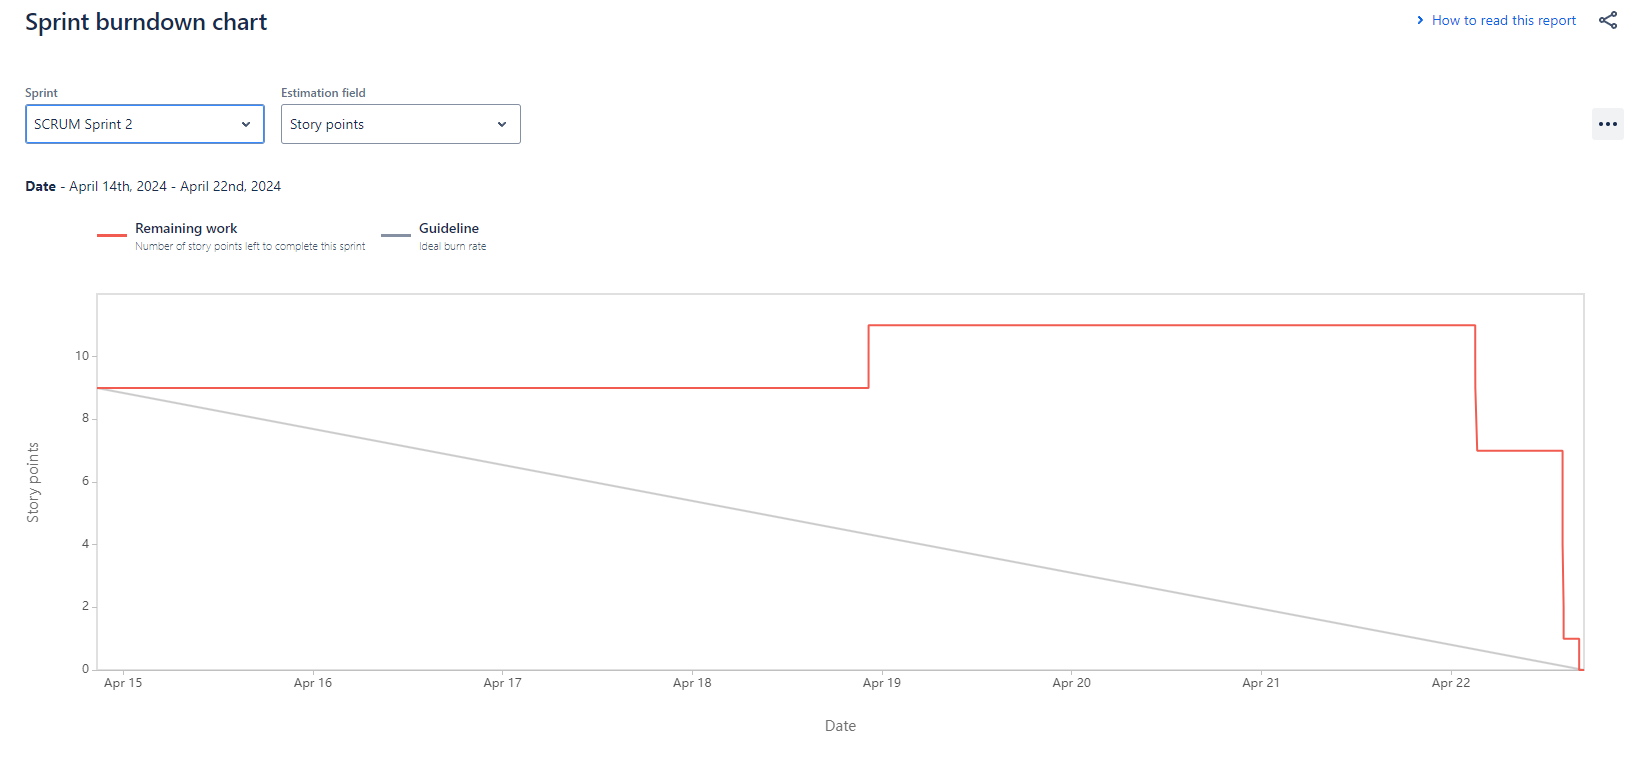 Sprint burndown chart
How to read this report
Sprint
Estimation field
SCRUM Sprint 2
Story points
Date - April 14th, 2024 - April 22nd, 2024
Remaining work
Number of story points left to complete this sprint
Guideline
Ideal burn rate
10
8
6
4
2
0
Story points
Apr 15
Apr 16
Apr 17
Apr 18
Apr 19
Apr 20
Apr 21
Apr 22
Date